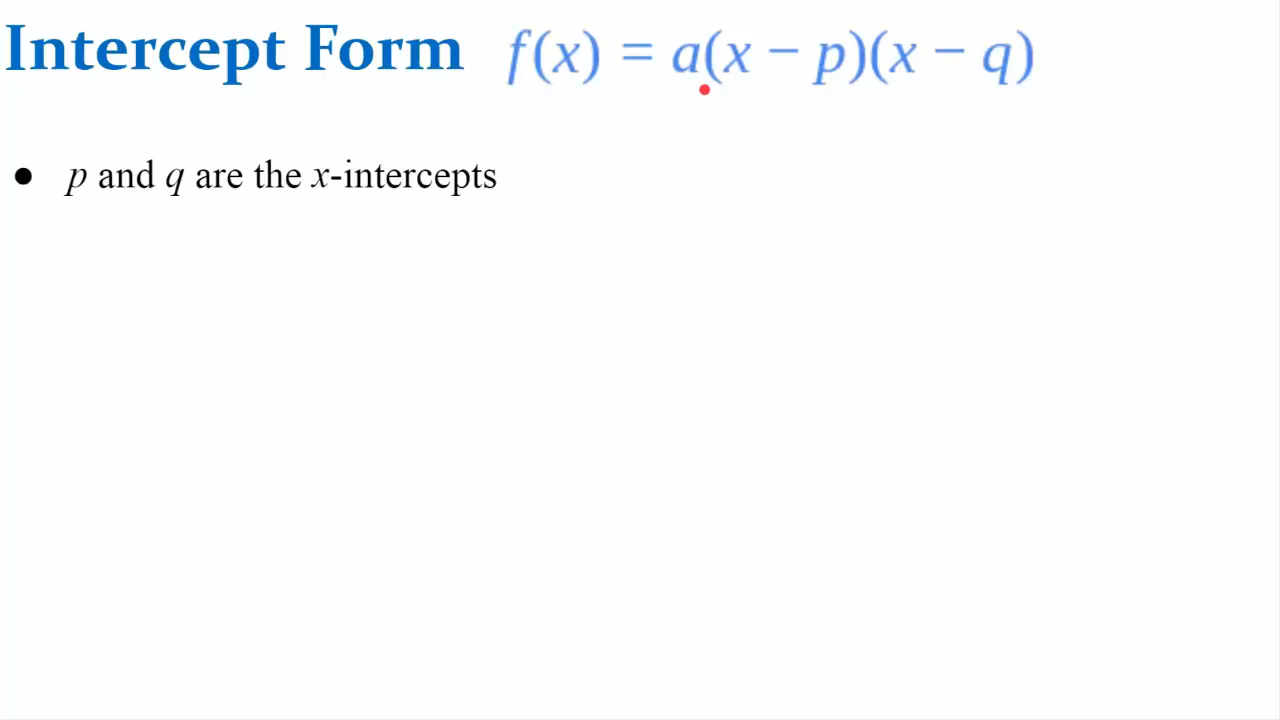 Intercept Form f(x) = a(x − p)(x − q)
● p and q are the x-intercepts